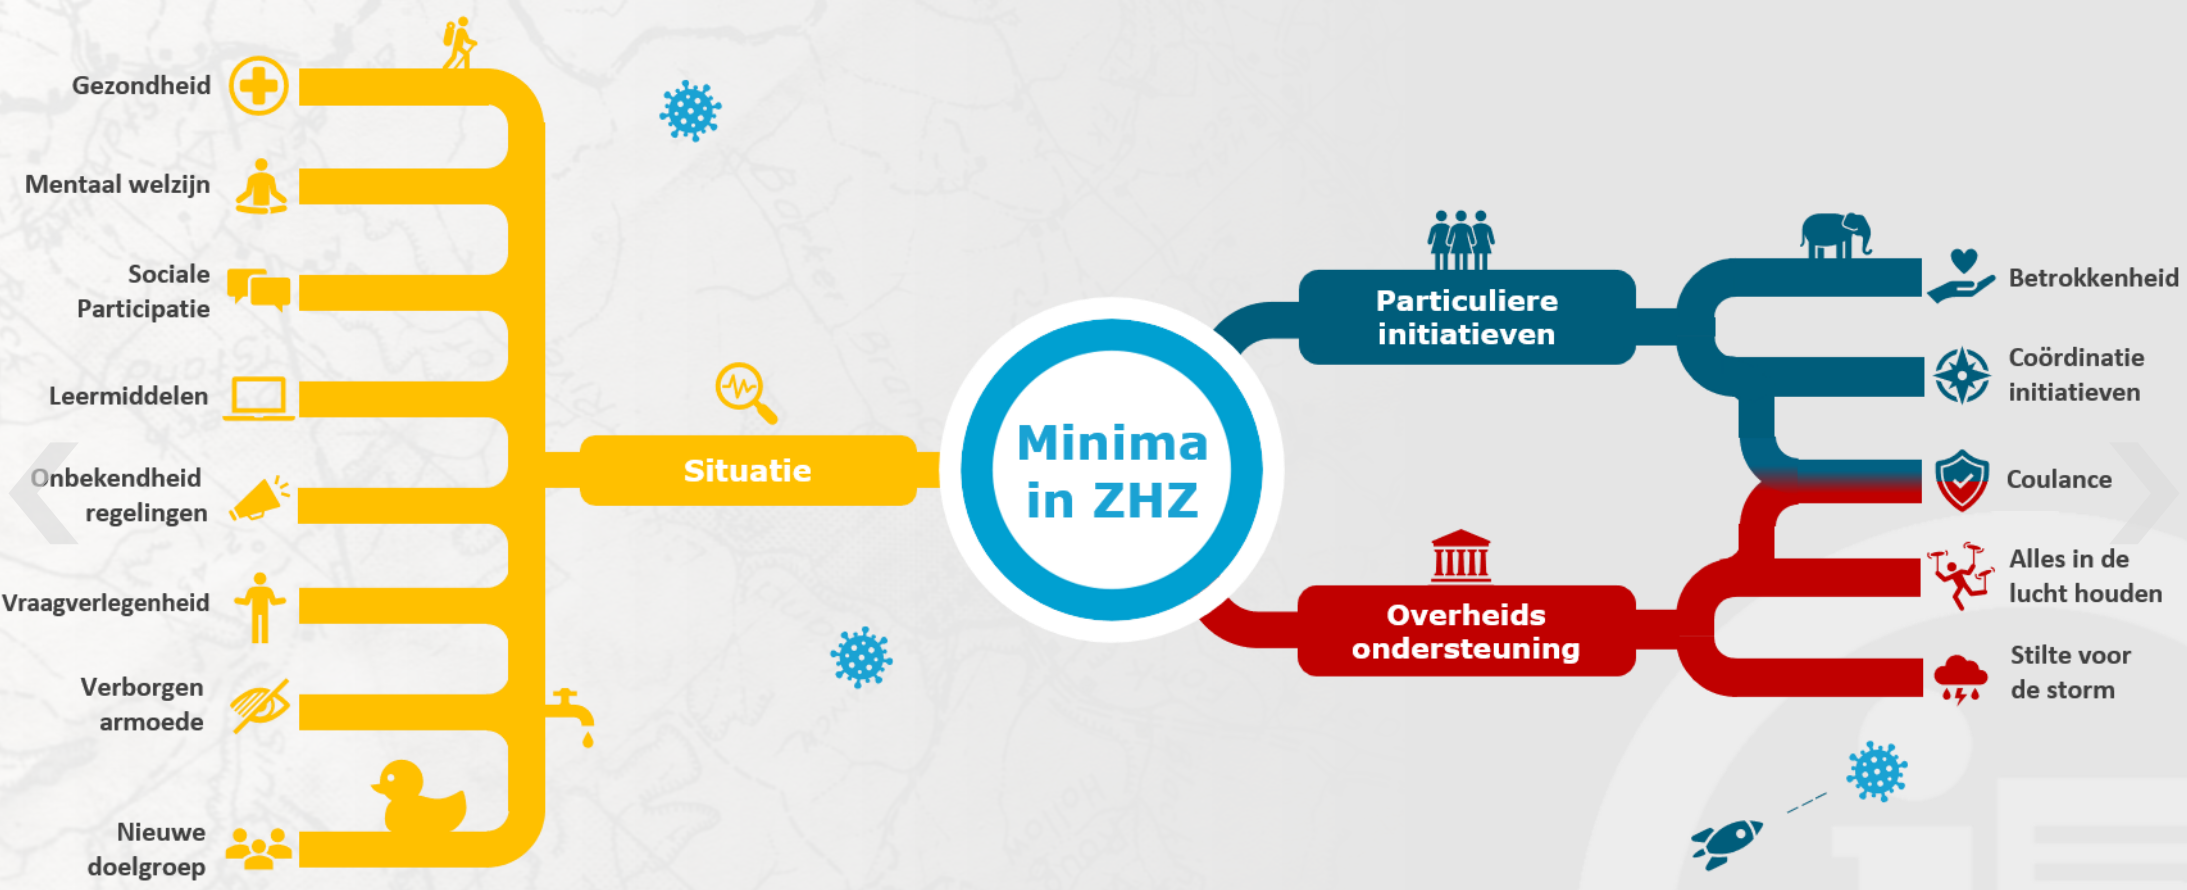 Gezondheid
Mentaal welzijn
Sociale
Participatie
Leermiddelen
Onbekendheid
regelingen
Vraagverlegenheid
Verborgen
armoede
Nieuwe
doelgroep
Situatie
Minima
in ZHZ
Particuliere
initiatieven
Betrokkenheid
Coördinatie
initiatieven
Coulance
Overheids
ondersteuning
Alles in de
lucht houden
Stilte voor
de storm